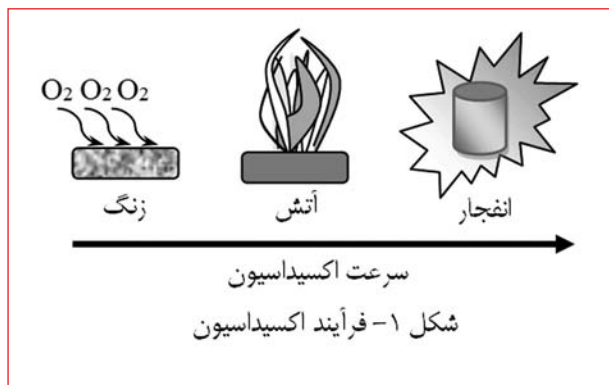 O₂ O₂ O₂
زنگ
آتش
انفجار
سرعت اکسیداسیون
شکل ۱- فرآیند اکسیداسیون